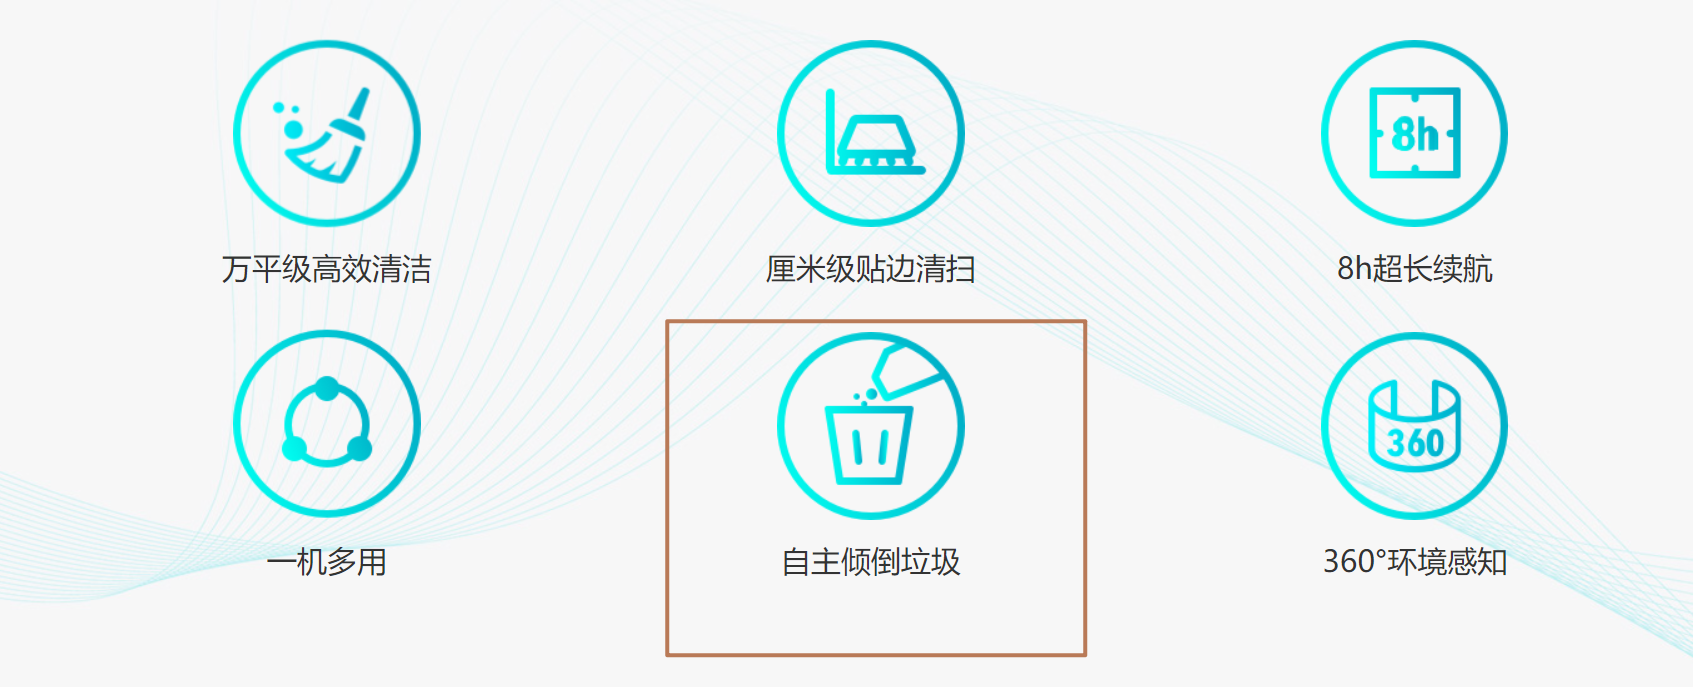 8h
万平级高效清洁
厘米级贴边清扫
8h超长续航
360
一机多用
自主倾倒垃圾
360°环境感知